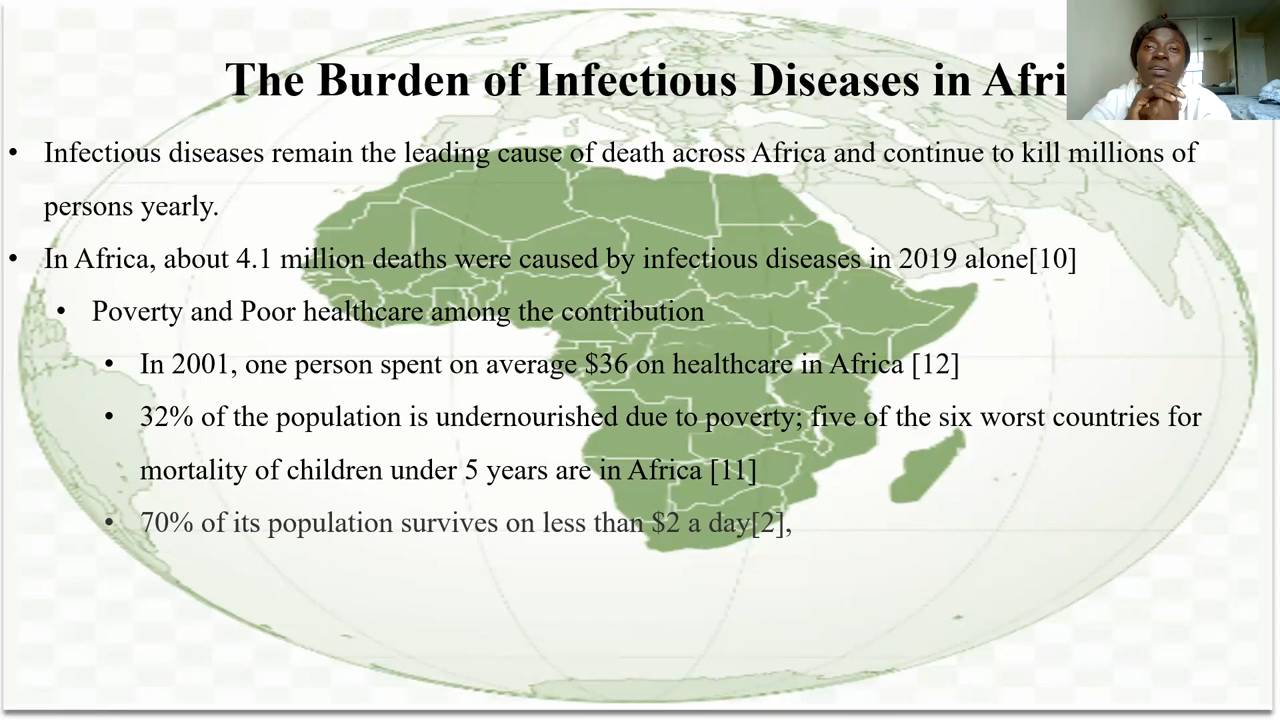 The Burden of Infectious Diseases in Afri
• Infectious diseases remain the leading cause of death across Africa and continue to kill millions of
persons yearly.
• In Africa, about 4.1 million deaths were caused by infectious diseases in 2019 alone[10]
• Poverty and Poor healthcare among the contribution
• In 2001, one person spent on average $36 on healthcare in Africa [12]
• 32% of the population is undernourished due to poverty; five of the six worst countries for
mortality of children under 5 years are in Africa [11]
• 70% of its population survives on less than $2 a day[2],